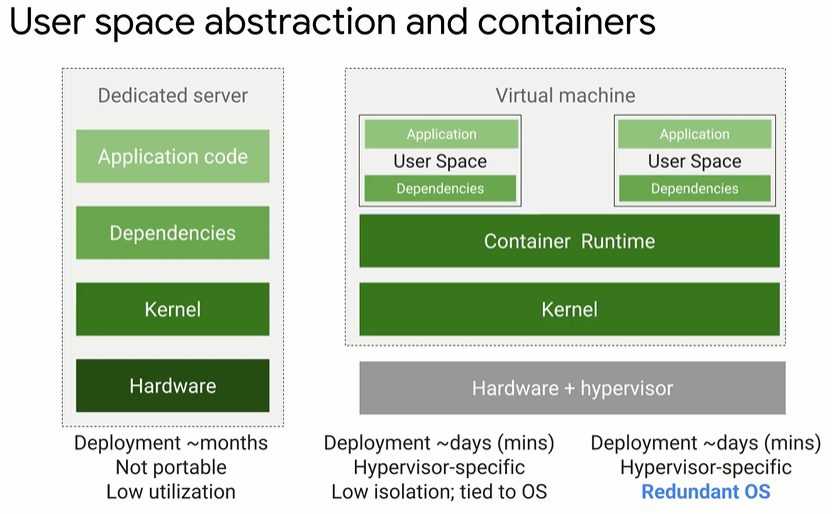 User space abstraction and containers
Dedicated server
Application code
Dependencies
Kernel
Hardware
Deployment ~months
Not portable
Low utilization
Virtual machine
Application
User Space
Dependencies
Application
User Space
Dependencies
Container Runtime
Kernel
Hardware + hypervisor
Deployment ~days (mins)
Hypervisor-specific
Low isolation; tied to OS
Deployment ~days (mins)
Hypervisor-specific
Redundant OS